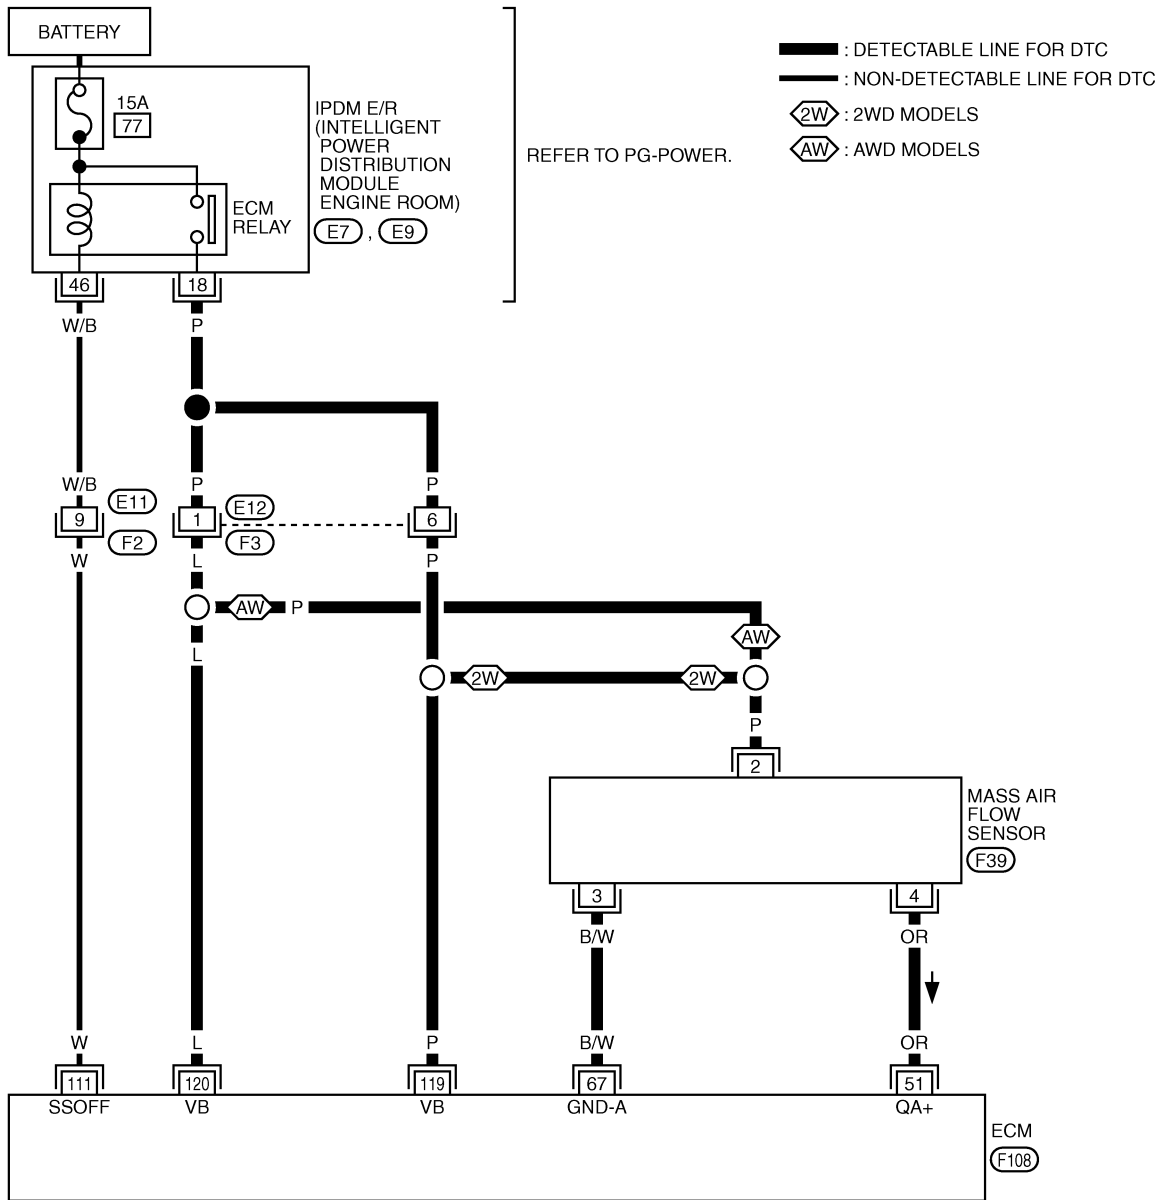 BATTERY
15A
77
IPDM E/R
(INTELLIGENT
POWER
DISTRIBUTION
MODULE
ENGINE ROOM)
E7 , E9
ECM
RELAY
REFER TO PG-POWER.
: DETECTABLE LINE FOR DTC
: NON-DETECTABLE LINE FOR DTC
2W : 2WD MODELS
AW : AWD MODELS
46
18
W/B
P
W/B
P
P
9
E11
F2
1
E12
F3
6
W
L
P
AW
P
AW
L
2W
2W
P
2
MASS AIR
FLOW
SENSOR
F39
3
4
B/W
OR
W
L
P
B/W
OR
111
120
119
67
51
SSOFF
VB
VB
GND-A
QA+
ECM
F108